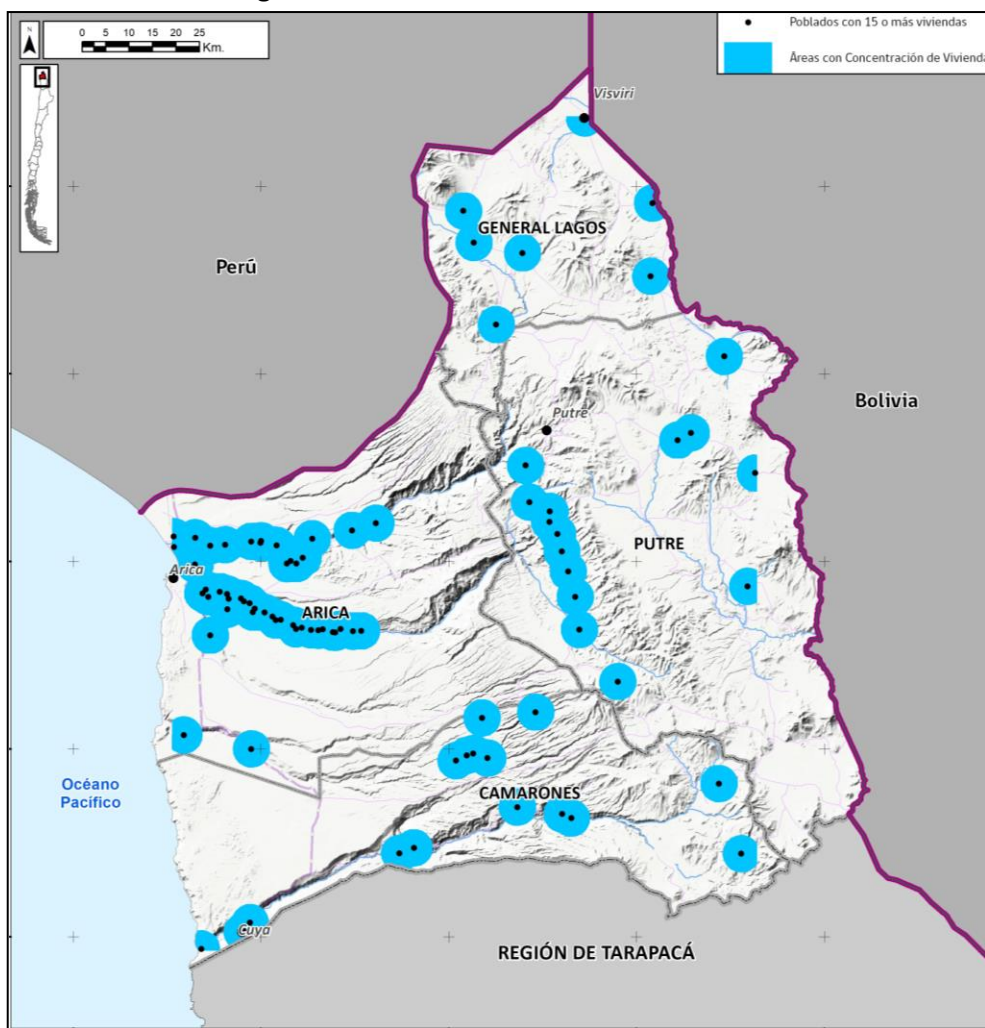 N
0 5 10 15 20 25
Km.
Poblados con 15 o más viviendas
Áreas con Concentración de Vivienda
Visviri
GENERAL LAGOS
Perú
Bolivia
Putre
PUTRE
Arica
ARICA
Océano
Pacífico
CAMARONES
Cuya
REGIÓN DE TARAPACÁ